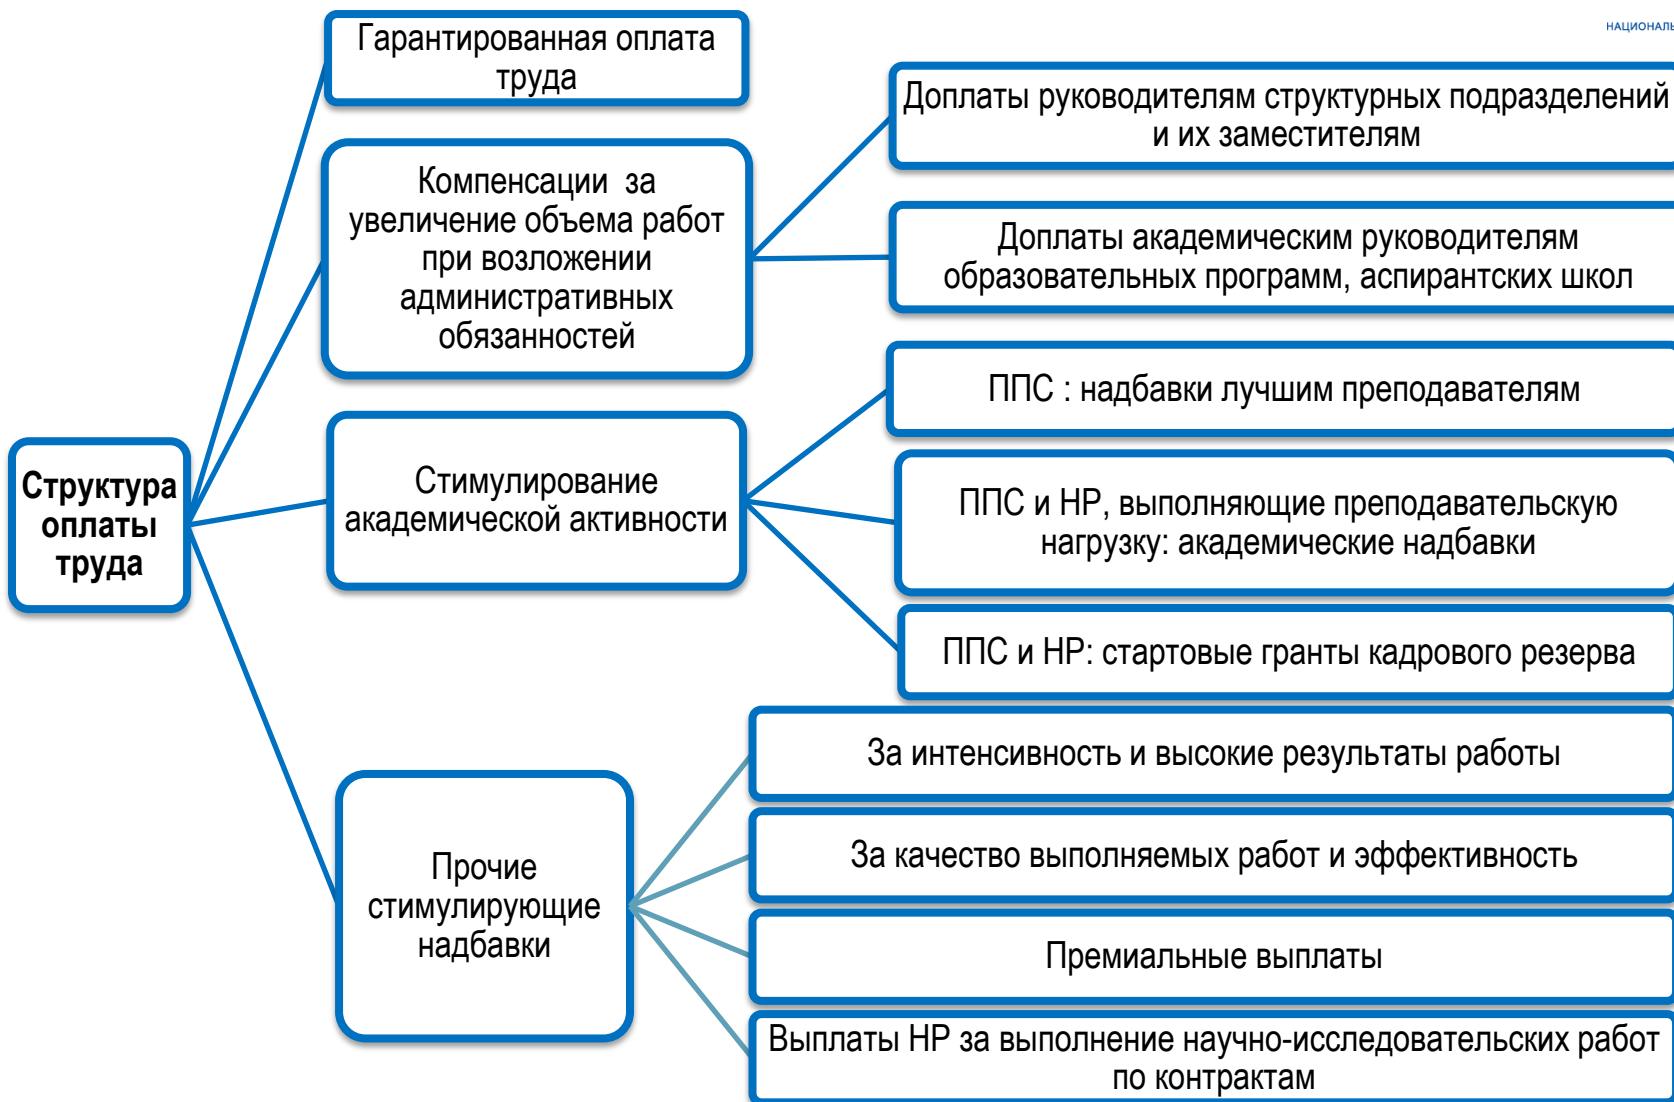 НАЦИОНАЛЬ
Гарантированная оплата
труда
Доплаты руководителям структурных подразделений
и их заместителям
Компенсации за
увеличение объема работ
при возложении
административных
обязанностей
Доплаты академическим руководителям
образовательных программ, аспирантских школ
ППС : надбавки лучшим преподавателям
Структура
оплаты
труда
Стимулирование
академической активности
ППС и НР, выполняющие преподавательскую
нагрузку: академические надбавки
ППС и НР: стартовые гранты кадрового резерва
Прочие
стимулирующие
надбавки
За интенсивность и высокие результаты работы
За качество выполняемых работ и эффективность
Премиальные выплаты
Выплаты НР за выполнение научно-исследовательских работ
по контрактам